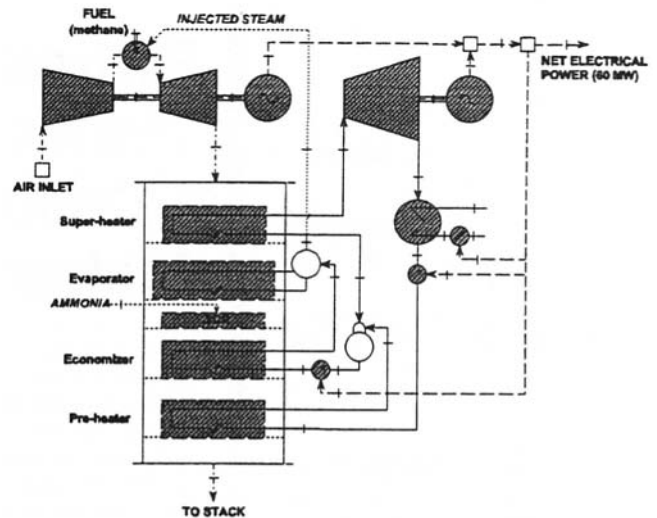 FUEL
(methane)
INJECTED STEAM
NET ELECTRICAL
POWER (60 MW)
AIR INLET
Super-heater
Evaporator
AMMONIA
Economizer
Pre-heater
TO STACK